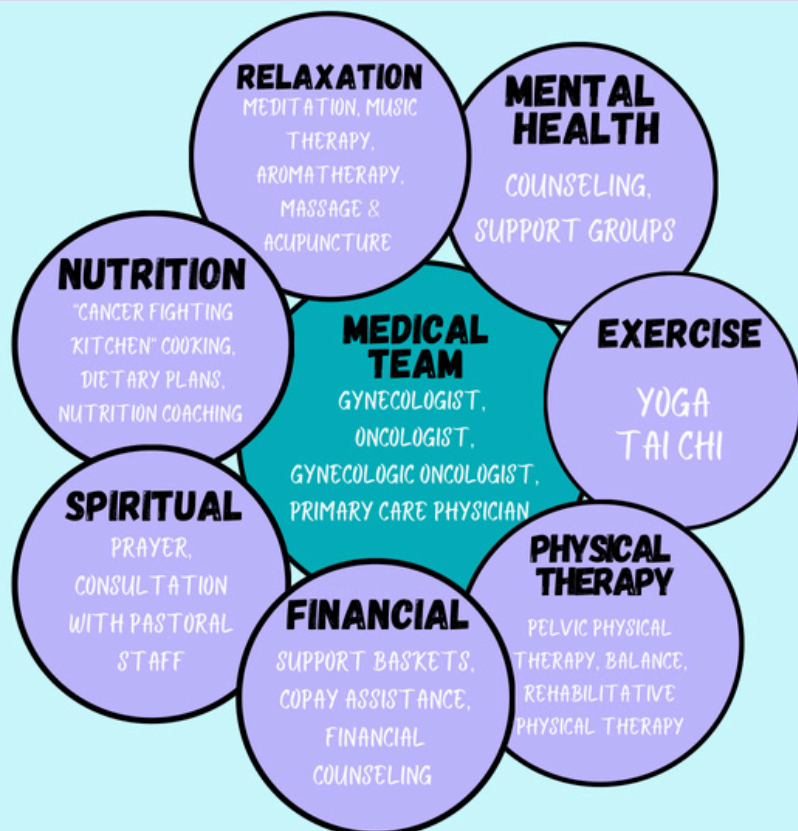 RELAXATION
MEDITATION, MUSIC
THERAPY,
AROMATHERAPY,
MASSAGE &
ACUPUNCTURE
MENTAL
HEALTH
COUNSELING,
SUPPORT GROUPS
NUTRITION
"CANCER FIGHTING
KITCHEN" COOKING,
DIETARY PLANS,
NUTRITION COACHING
MEDICAL
TEAM
GYNECOLOGIST,
ONCOLOGIST,
GYNECOLOGIC ONCOLOGIST,
PRIMARY CARE PHYSICIAN
EXERCISE
YOGA
TAI CHI
SPIRITUAL
PRAYER,
CONSULTATION
WITH PASTORAL
STAFF
FINANCIAL
SUPPORT BASKETS,
COPAY ASSISTANCE,
FINANCIAL
COUNSELING
PHYSICAL
THERAPY
PELVIC PHYSICAL
THERAPY, BALANCE,
REHABILITATIVE
PHYSICAL THERAPY